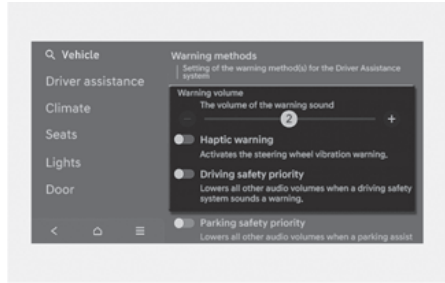 Vehicle
Driver assistance
Climate
Seats
Lights
Door
Warning methods
Setting of the warning method(s) for the Driver Assistance
system
Warning volume
The volume of the warning sound
2
Haptic warning
Activates the steering wheel vibration warning.
Driving safety priority
Lowers all other audio volumes when a driving safety
system sounds a warning.
Parking safety priority
Lowers all other audio volumes when a parking assist